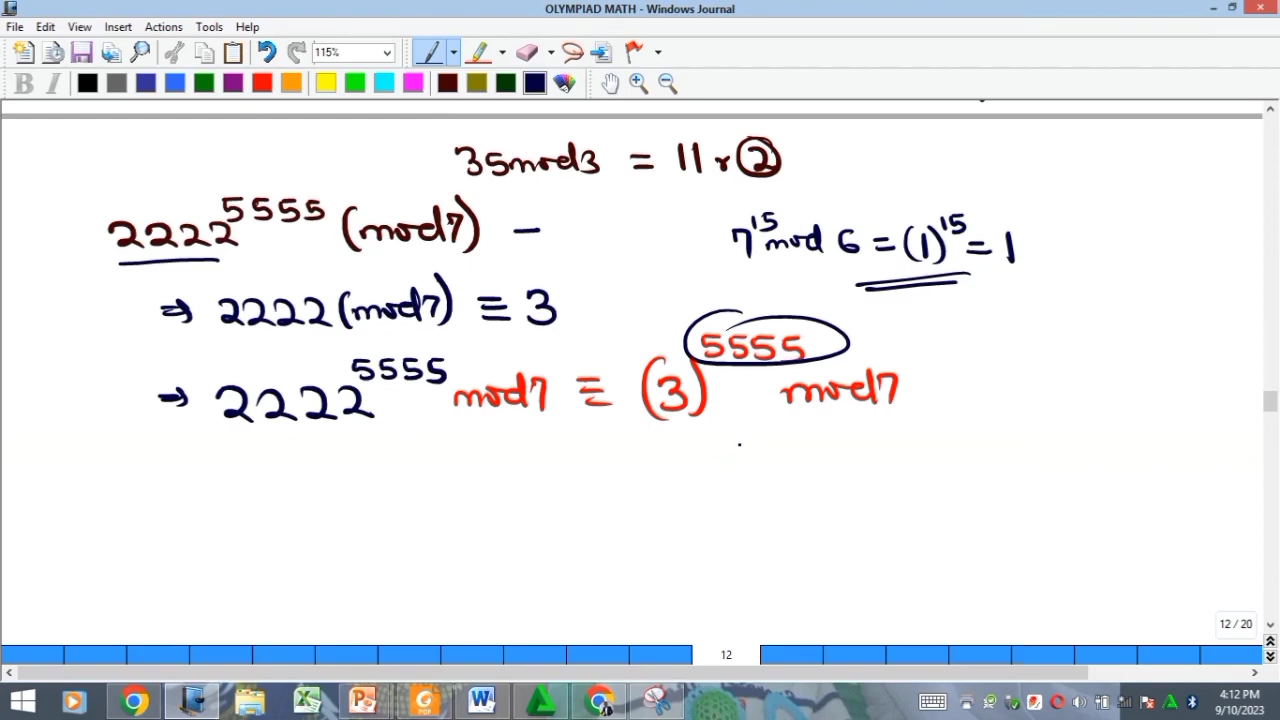 OLYMPIAD MATH - Windows Journal
File Edit View Insert Actions Tools Help
115%
B I
35mod3 = 11 r 2
2222^5555 (mod7) -
7^15 mod 6 = (1)^15 = 1
⇒ 2222(mod7) ≡ 3
⇒ 2222^5555 mod7 ≡ (3)^5555 mod7
12 / 20
12
4:12 PM
9/10/2023